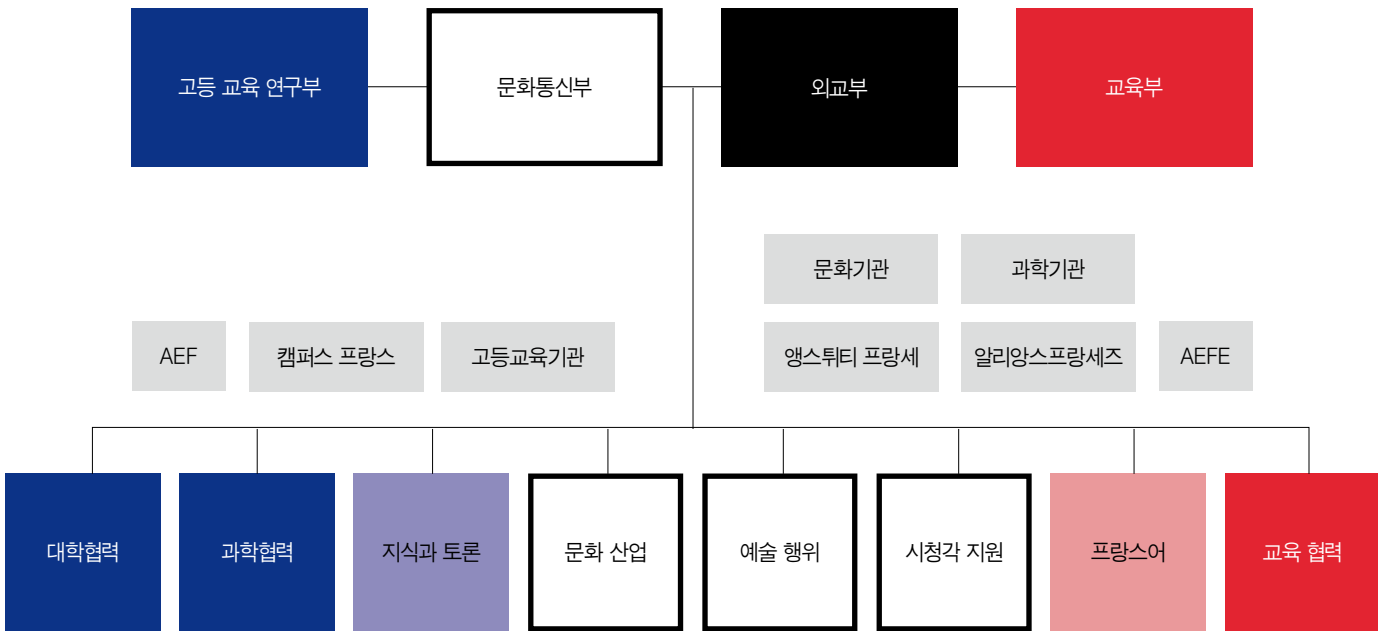 고등 교육 연구부
문화통신부
외교부
교육부
문화기관
과학기관
AEF
캠퍼스 프랑스
고등교육기관
앵스튀티 프랑세
알리앙스프랑세즈
AEFE
대학협력
과학협력
지식과 토론
문화 산업
예술 행위
시청각 지원
프랑스어
교육 협력